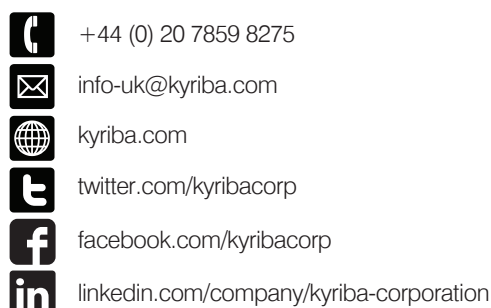 +44 (0) 20 7859 8275
info-uk@kyriba.com
kyriba.com
twitter.com/kyribacorp
facebook.com/kyribacorp
linkedin.com/company/kyriba-corporation